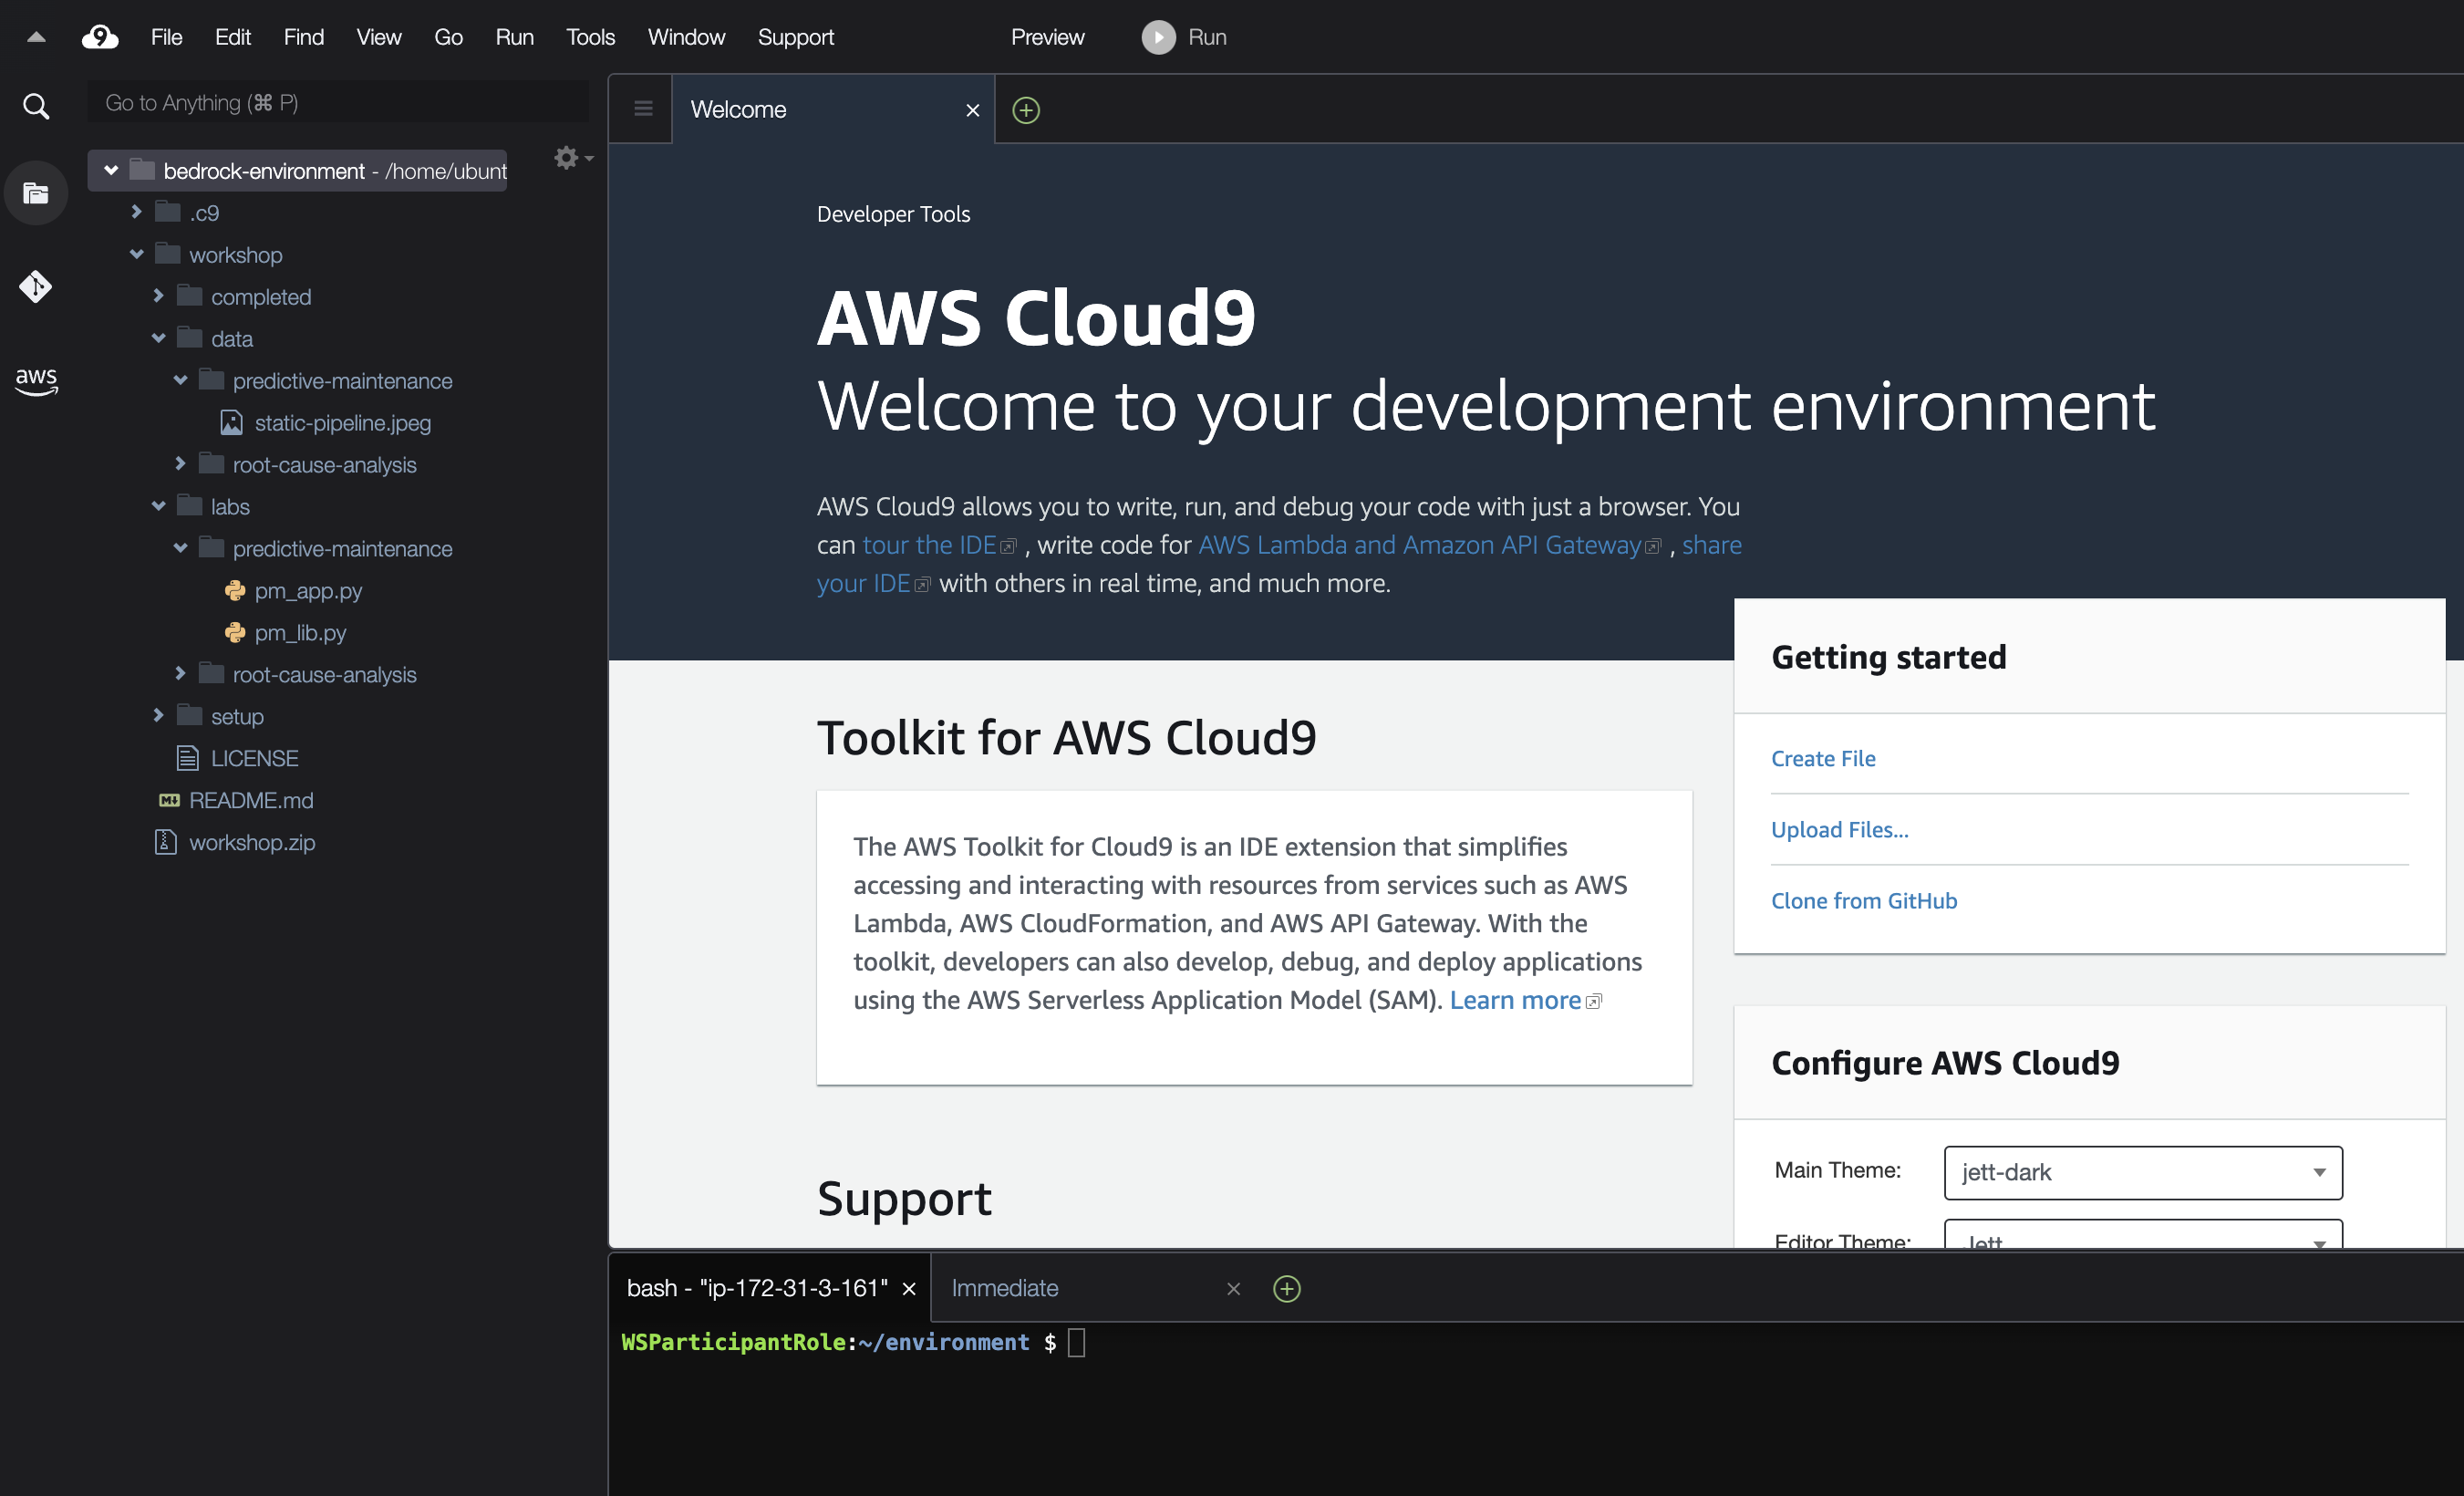 File Edit Find View Go Run Tools Window Support Preview Run
Go to Anything (⌘ P)
bedrock-environment - /home/ubunt
.c9
workshop
completed
data
predictive-maintenance
static-pipeline.jpeg
root-cause-analysis
labs
predictive-maintenance
pm_app.py
pm_lib.py
root-cause-analysis
setup
LICENSE
README.md
workshop.zip
aws
Welcome
Developer Tools
AWS Cloud9
Welcome to your development environment
AWS Cloud9 allows you to write, run, and debug your code with just a browser. You
can tour the IDE , write code for AWS Lambda and Amazon API Gateway , share
your IDE with others in real time, and much more.
Toolkit for AWS Cloud9
The AWS Toolkit for Cloud9 is an IDE extension that simplifies
accessing and interacting with resources from services such as AWS
Lambda, AWS CloudFormation, and AWS API Gateway. With the
toolkit, developers can also develop, debug, and deploy applications
using the AWS Serverless Application Model (SAM). Learn more
Support
Getting started
Create File
Upload Files...
Clone from GitHub
Configure AWS Cloud9
Main Theme: jett-dark
Editor Theme: Jett
bash - "ip-172-31-3-161" Immediate
WSParticipantRole:~/environment $